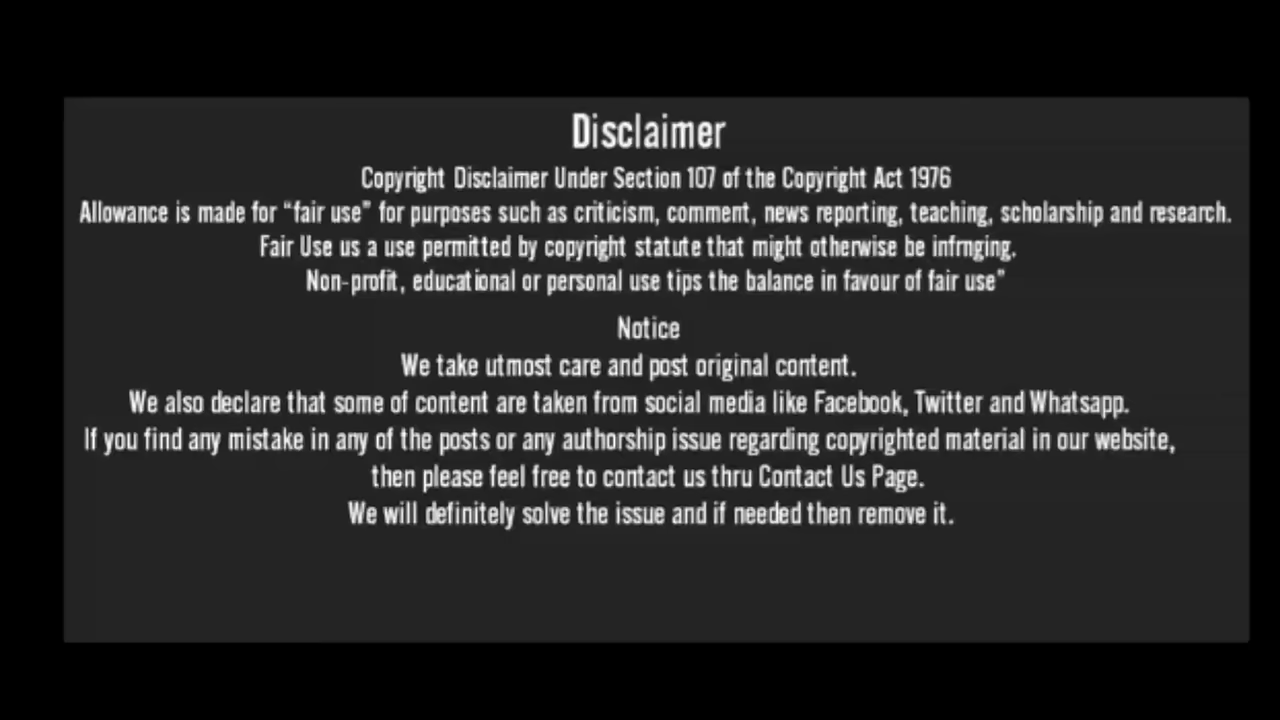 Disclaimer
Copyright Disclaimer Under Section 107 of the Copyright Act 1976
Allowance is made for “fair use” for purposes such as criticism, comment, news reporting, teaching, scholarship and research.
Fair Use us a use permitted by copyright statute that might otherwise be infrnging.
Non-profit, educational or personal use tips the balance in favour of fair use”
Notice
We take utmost care and post original content.
We also declare that some of content are taken from social media like Facebook, Twitter and Whatsapp.
If you find any mistake in any of the posts or any authorship issue regarding copyrighted material in our website,
then please feel free to contact us thru Contact Us Page.
We will definitely solve the issue and if needed then remove it.